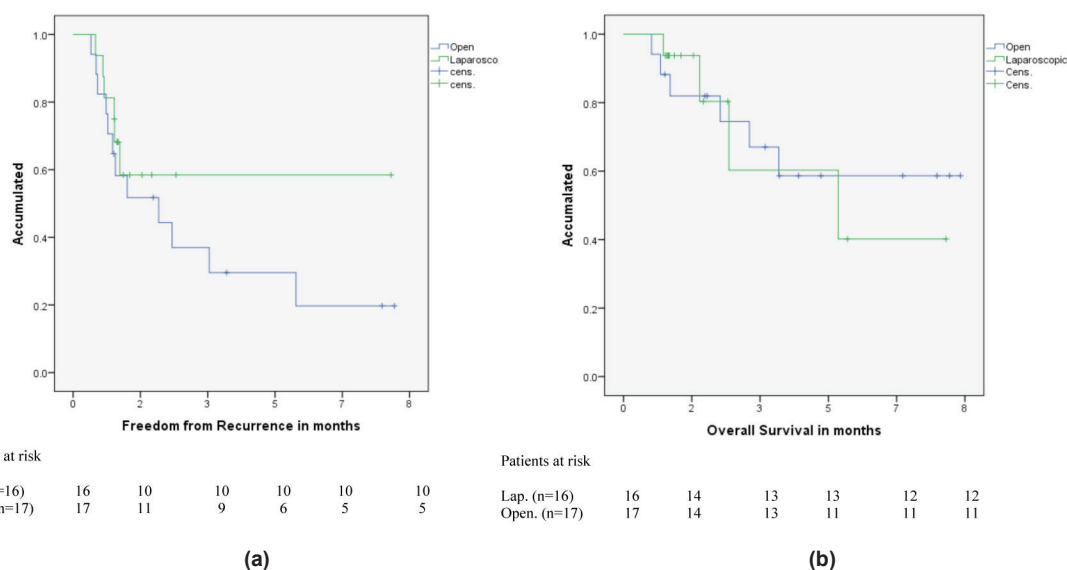 1.0
0.8
0.6
0.4
0.2
0.0
Accumulated
0 2 3 5 7 8
Freedom from Recurrence in months
Open
Laparosco
cens.
cens.
at risk
=16) 16 10 10 10 10 10
n=17) 17 11 9 6 5 5
(a)
1.0
0.8
0.6
0.4
0.2
0.0
Accumalated
0 2 3 5 7 8
Overall Survival in months
Open
Laparoscopic
Cens.
Cens.
Patients at risk
Lap. (n=16) 16 14 13 13 12 12
Open. (n=17) 17 14 13 11 11 11
(b)